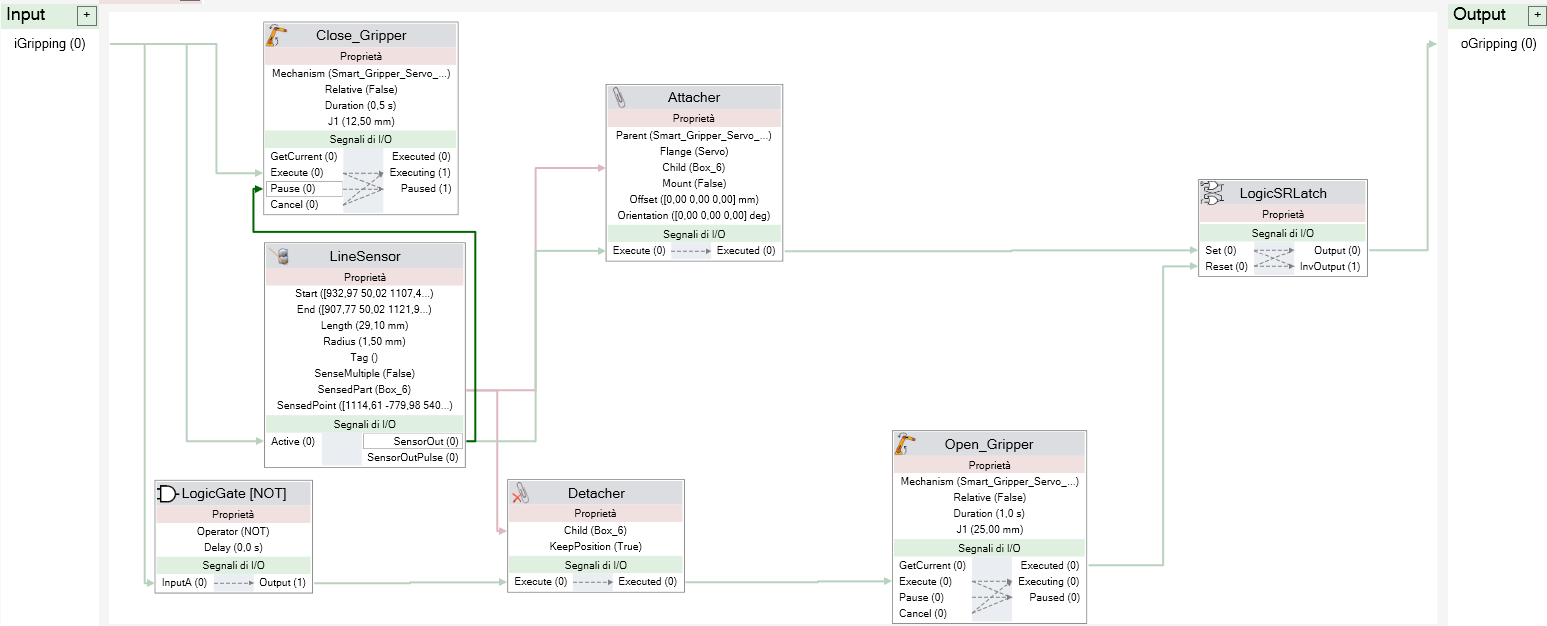 Input +
iGripping (0)
Close_Gripper
Proprietà
Mechanism (Smart_Gripper_Servo_...)
Relative (False)
Duration (0,5 s)
J1 (12,50 mm)
Segnali di I/O
GetCurrent (0) Executed (0)
Execute (0) Executing (1)
Pause (0) Paused (1)
Cancel (0)
LineSensor
Proprietà
Start ([932,97 50,02 1107,4...)
End ([907,77 50,02 1121,9...)
Length (29,10 mm)
Radius (1,50 mm)
Tag ()
SenseMultiple (False)
SensedPart (Box_6)
SensedPoint ([1114,61 -779,98 540...)
Segnali di I/O
Active (0) SensorOut (0)
SensorOutPulse (0)
LogicGate [NOT]
Proprietà
Operator (NOT)
Delay (0,0 s)
Segnali di I/O
InputA (0) Output (1)
Attacher
Proprietà
Parent (Smart_Gripper_Servo_...)
Flange (Servo)
Child (Box_6)
Mount (False)
Offset ([0,00 0,00 0,00] mm)
Orientation ([0,00 0,00 0,00] deg)
Segnali di I/O
Execute (0) Executed (0)
Detacher
Proprietà
Child (Box_6)
KeepPosition (True)
Segnali di I/O
Execute (0) Executed (0)
Open_Gripper
Proprietà
Mechanism (Smart_Gripper_Servo_...)
Relative (False)
Duration (1,0 s)
J1 (25,00 mm)
Segnali di I/O
GetCurrent (0) Executed (0)
Execute (0) Executing (0)
Pause (0) Paused (0)
Cancel (0)
LogicSRLatch
Proprietà
Segnali di I/O
Set (0) Output (0)
Reset (0) InvOutput (1)
Output +
oGripping (0)